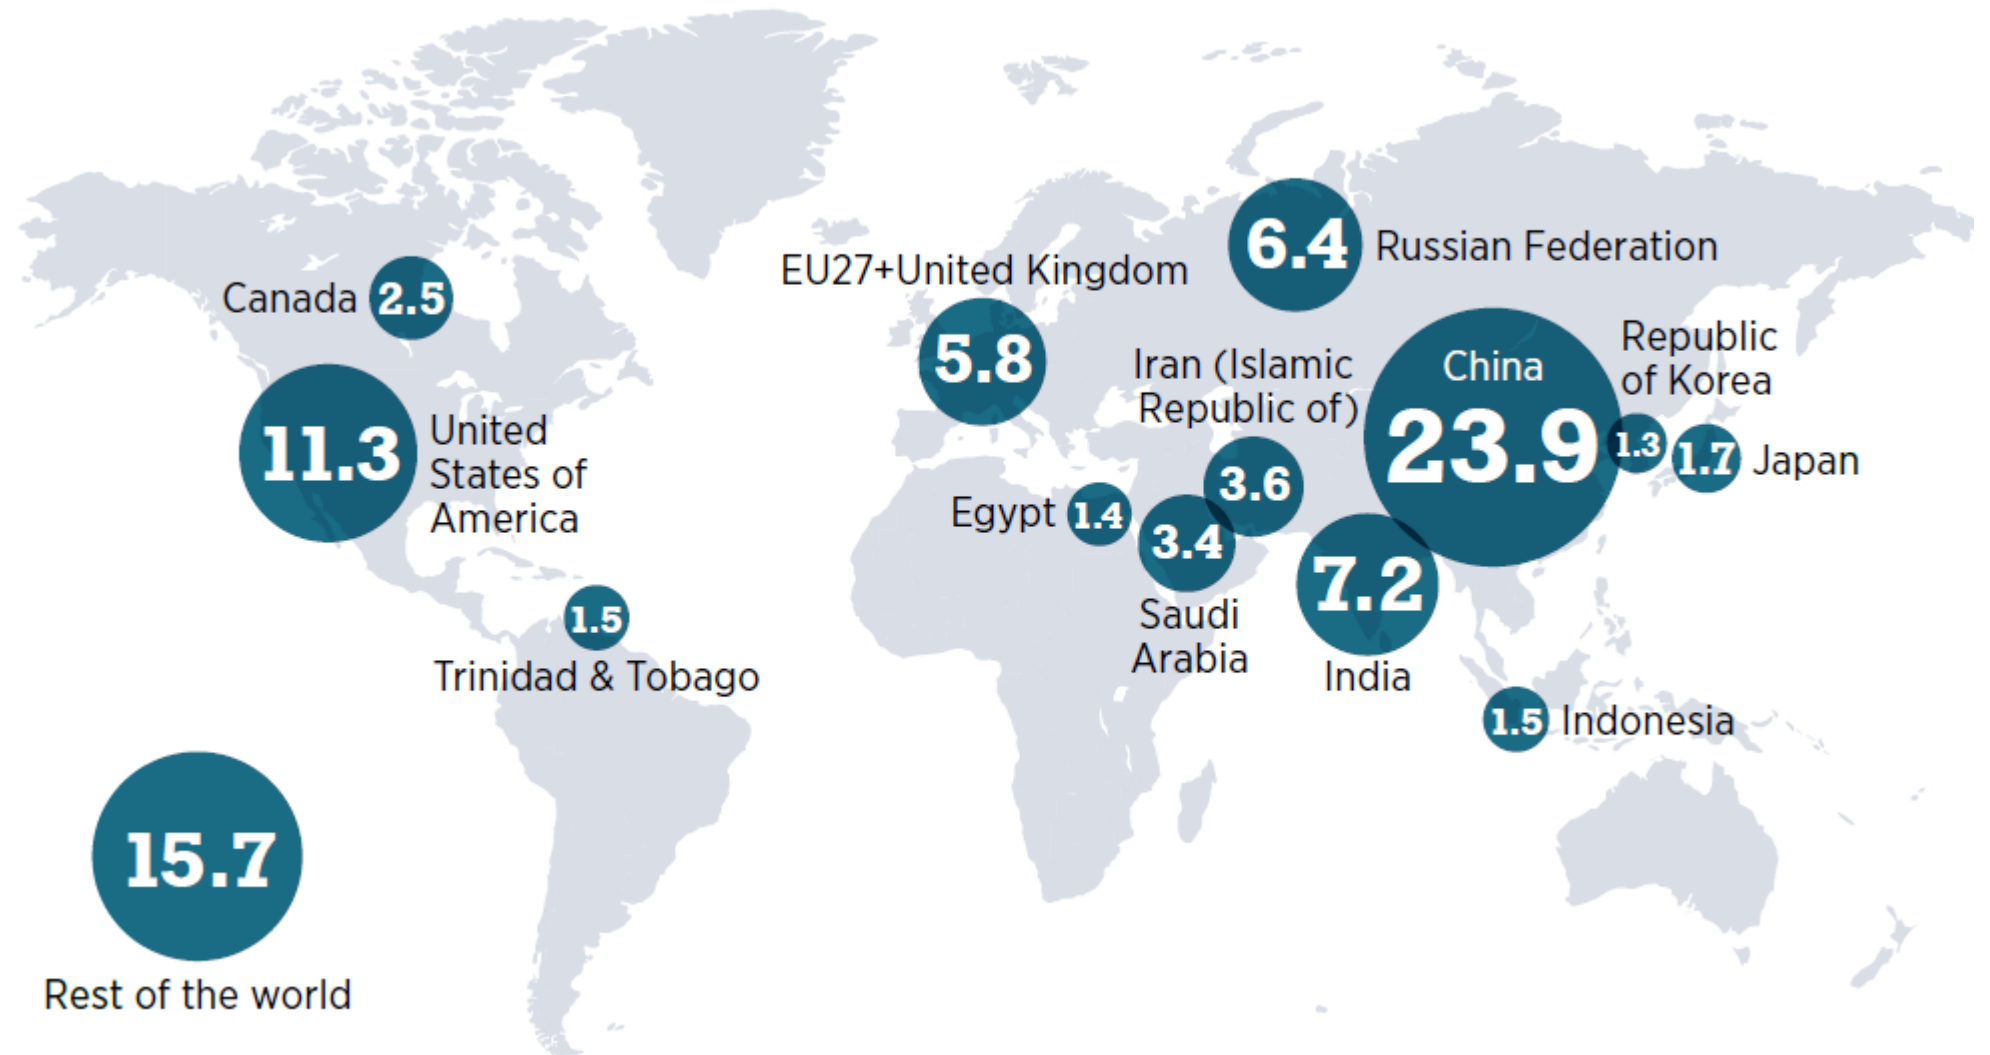 Canada
2.5
11.3
United
States of
America
1.5
Trinidad & Tobago
15.7
Rest of the world
EU27+United Kingdom
5.8
6.4
Russian Federation
Iran (Islamic
Republic of)
3.6
Egypt
1.4
3.4
Saudi
Arabia
China
23.9
Republic
of Korea
1.3
1.7
Japan
7.2
India
1.5
Indonesia